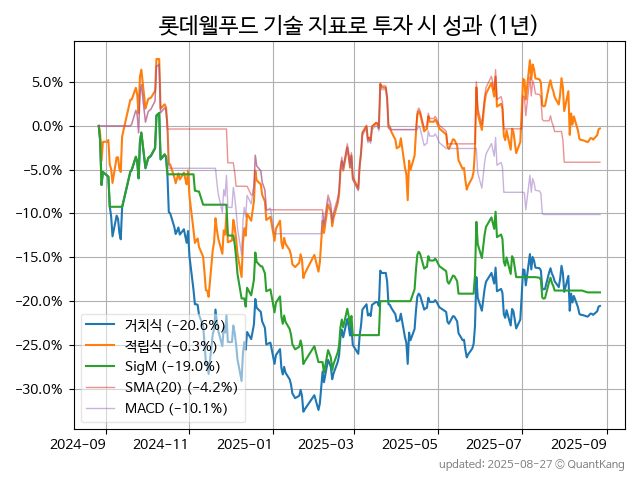 롯데웰푸드 기술 지표로 투자 시 성과 (1년)
5.0%
0.0%
−5.0%
−10.0%
−15.0%
−20.0%
−25.0%
−30.0%
거치식 (−20.6%)
적립식 (−0.3%)
SigM (−19.0%)
SMA(20) (−4.2%)
MACD (−10.1%)
2024-09
2024-11
2025-01
2025-03
2025-05
2025-07
2025-09
updated: 2025-08-27 © QuantKang